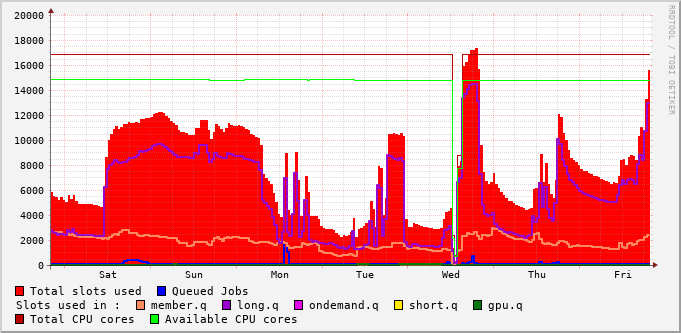 20000
18000
16000
14000
12000
10000
8000
6000
4000
2000
0
Sat Sun Mon Tue Wed Thu Fri
RRDTOOL / TOBI OETIKER
Total slots used Queued Jobs
Slots used in : member.q long.q ondemand.q short.q gpu.q
Total CPU cores Available CPU cores